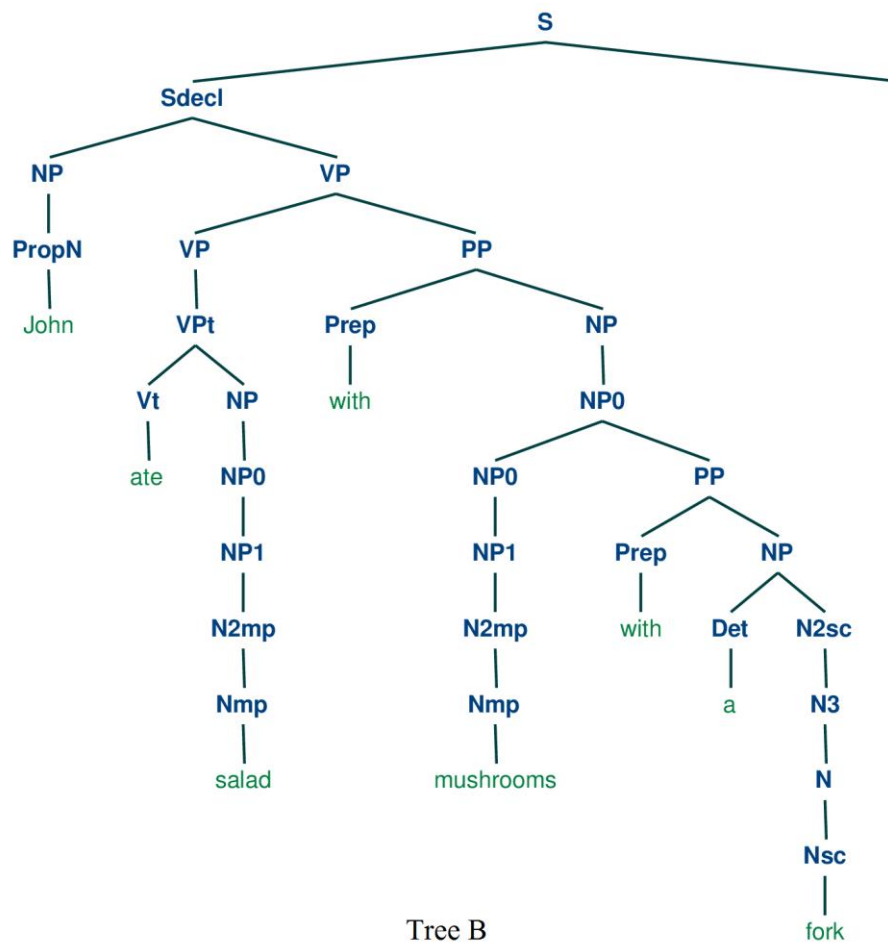 S
Sdecl
NP VP
PropN VP PP
John VPt Prep NP
Vt NP with NP0
ate NP0 NP0 PP
NP1 NP1 Prep NP
N2mp N2mp with Det N2sc
Nmp Nmp a N3
salad mushrooms N
Nsc
Tree B fork